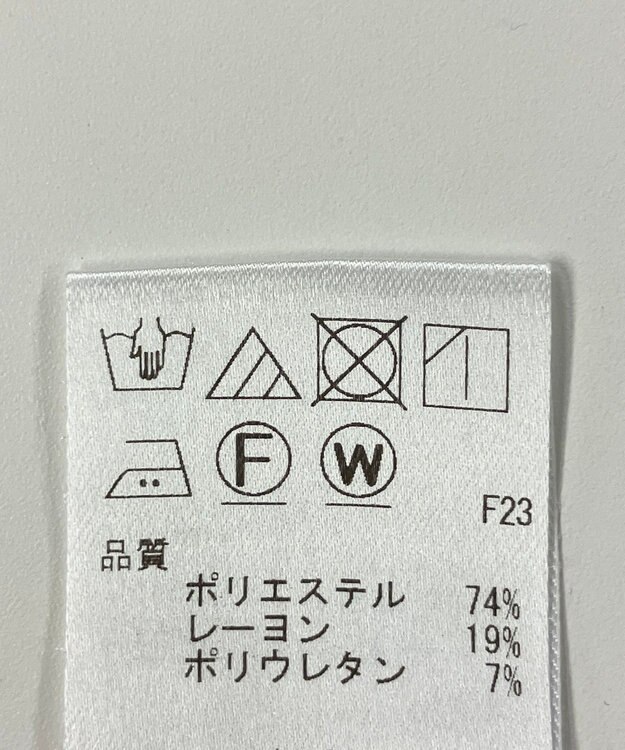 F W
F23
品質
ポリエステル 74%
レーヨン 19%
ポリウレタン 7%